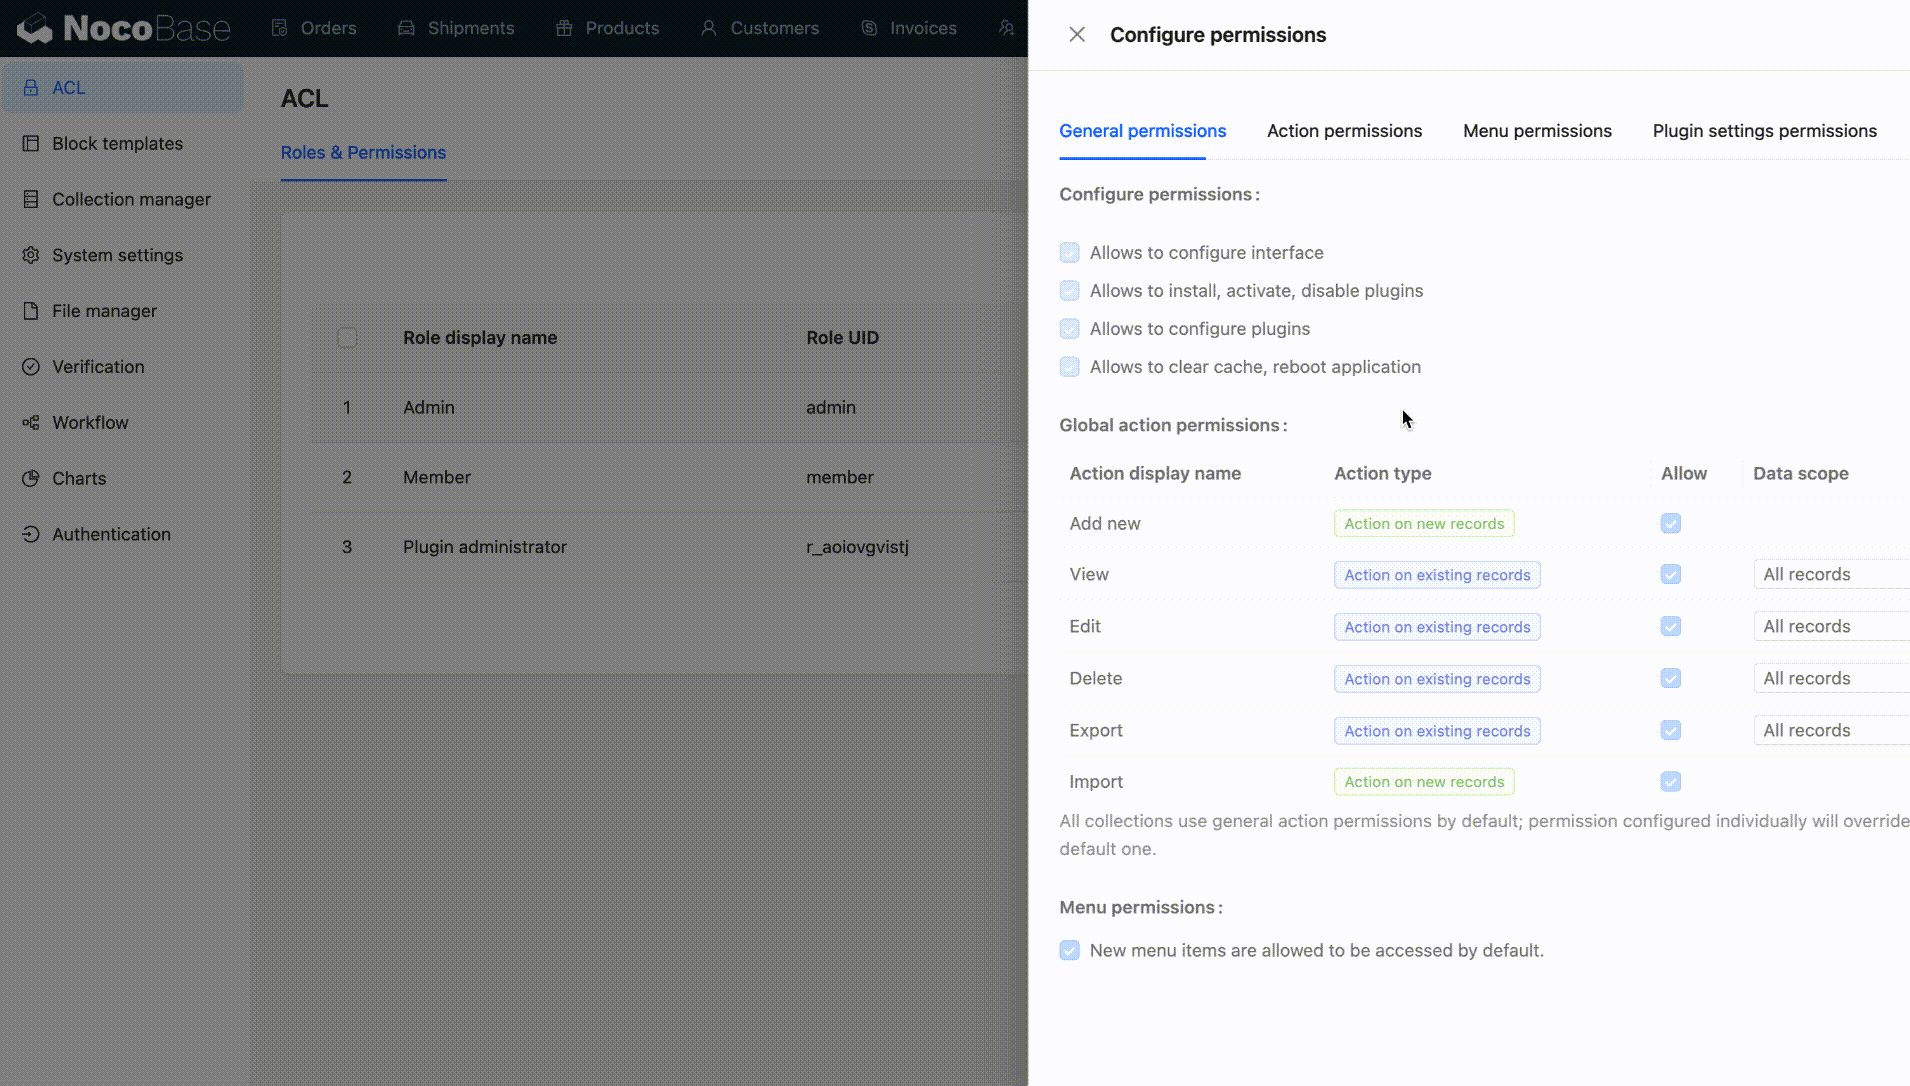 NocoBase
Orders
Shipments
Products
Customers
Invoices
ACL
Block templates
Collection manager
System settings
File manager
Verification
Workflow
Charts
Authentication
ACL
Roles & Permissions
Role display name Role UID
1 Admin admin
2 Member member
3 Plugin administrator r_aoiovgvistj
Configure permissions
General permissions
Action permissions
Menu permissions
Plugin settings permissions
Configure permissions:
Allows to configure interface
Allows to install, activate, disable plugins
Allows to configure plugins
Allows to clear cache, reboot application
Global action permissions:
Action display name Action type Allow Data scope
Add new Action on new records
View Action on existing records All records
Edit Action on existing records All records
Delete Action on existing records All records
Export Action on existing records All records
Import Action on new records
All collections use general action permissions by default; permission configured individually will override
default one.
Menu permissions:
New menu items are allowed to be accessed by default.